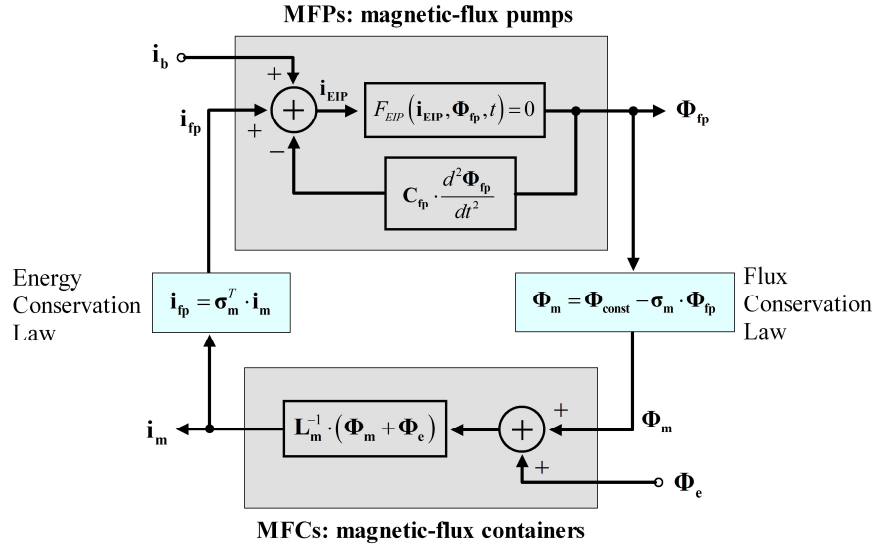 MFPs: magnetic-flux pumps
i_b
+
i_EIP
+
i_fp
+
F_EIP(i_EIP, Φ_fp, t) = 0
Φ_fp
−
C_fp · d²Φ_fp / dt²
Energy
Conservation
Law
i_fp = σ_m^T · i_m
Φ_m = Φ_const − σ_m · Φ_fp
Flux
Conservation
Law
i_m
L_m^−1 · (Φ_m + Φ_e)
+
+
Φ_m
+
Φ_e
MFCs: magnetic-flux containers